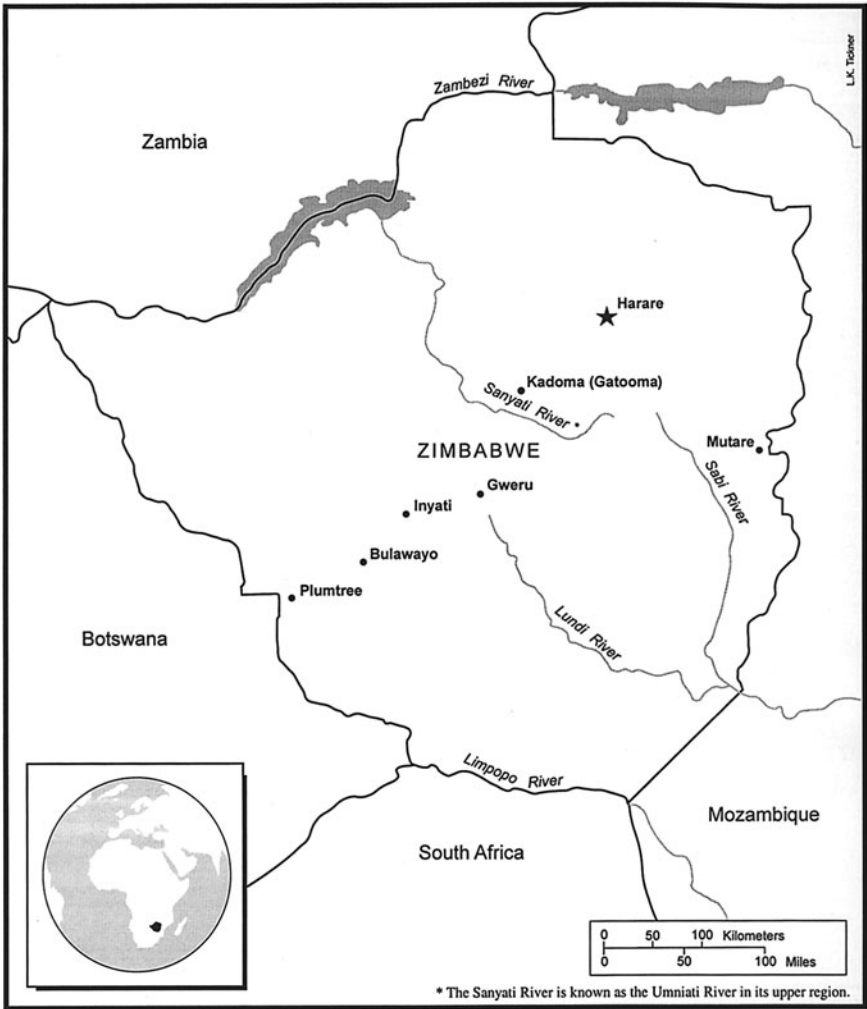 L.K. Tickner
Zambezi River
Zambia
Harare
Kadoma (Gatooma)
Sanyati River *
Mutare
ZIMBABWE
Sabi River
Gweru
Inyati
Bulawayo
Plumtree
Lundi River
Botswana
Limpopo River
Mozambique
South Africa
0 50 100 Kilometers
0 50 100 Miles
* The Sanyati River is known as the Umniati River in its upper region.